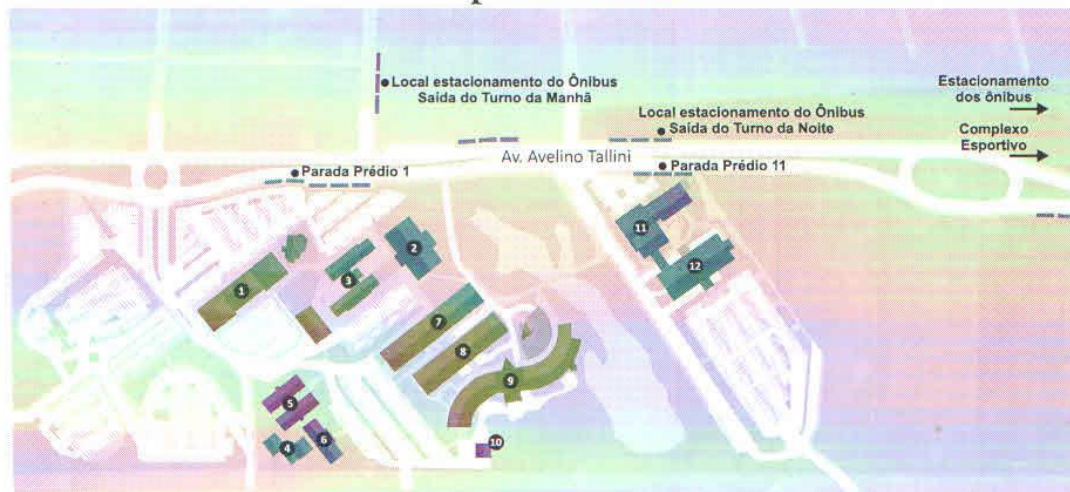 Local estacionamento do Ônibus
Saída do Turno da Manhã
Estacionamento
dos ônibus
Local estacionamento do Ônibus
Saída do Turno da Noite
Complexo
Esportivo
Av. Avelino Tallini
Parada Prédio 1
Parada Prédio 11
11
2
12
3
1
7
8
9
5
6
4
10